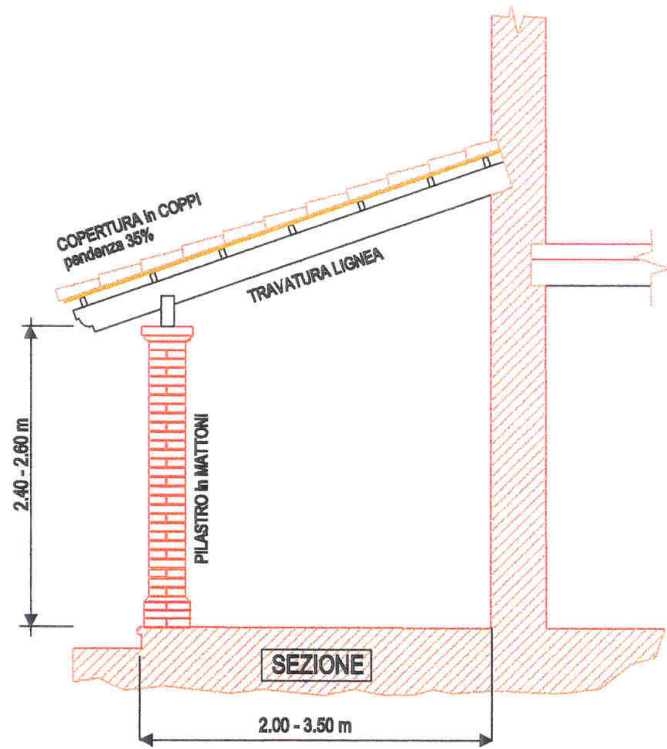 COPERTURA in COPPI
pendenza 35%
TRAVATURA LIGNEA
2.40 - 2.60 m
PILASTRO in MATTONI
SEZIONE
2.00 - 3.50 m